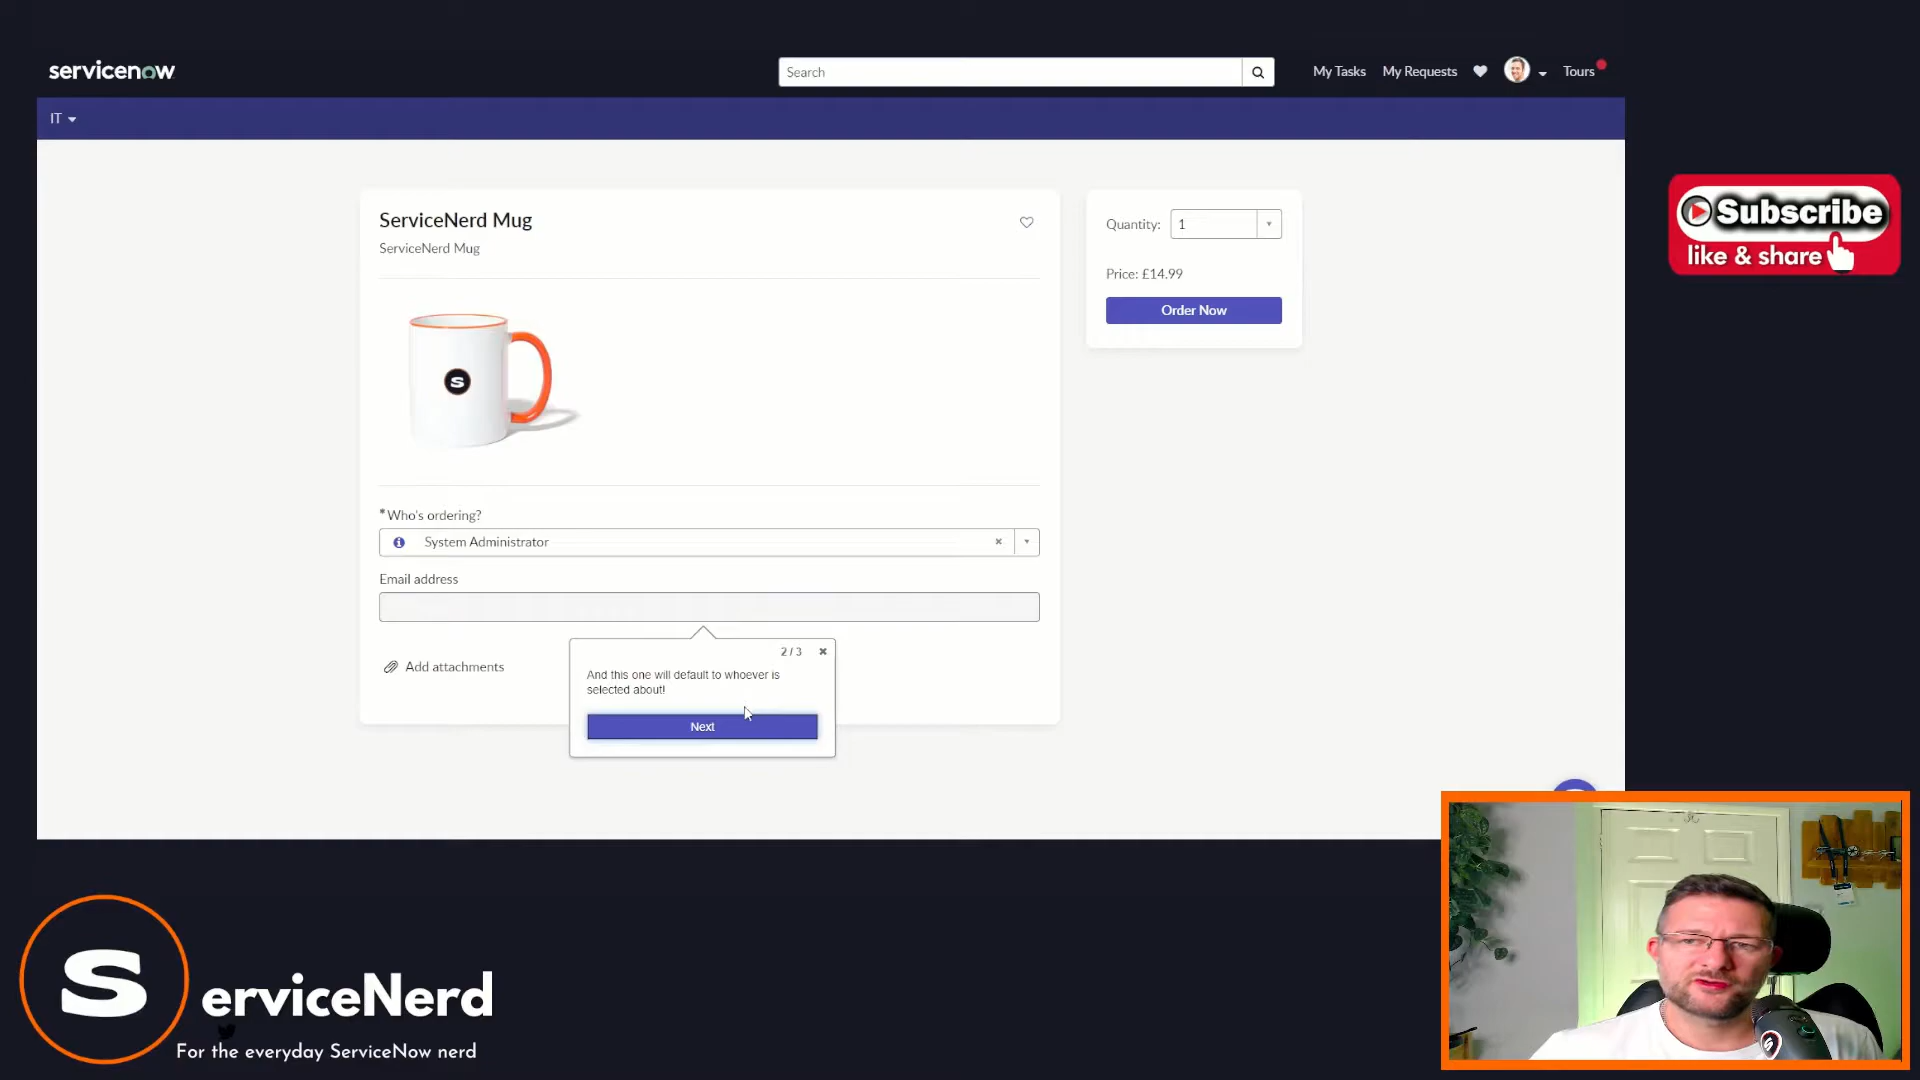 servicenow
Search
My Tasks
My Requests
Tours
IT
ServiceNerd Mug
ServiceNerd Mug
S
Quantity:
1
Price: £14.99
Order Now
*Who's ordering?
System Administrator
Email address
2 / 3
And this one will default to whoever is
selected about!
Next
Add attachments
Subscribe
like & share
S
erviceNerd
For the everyday ServiceNow nerd